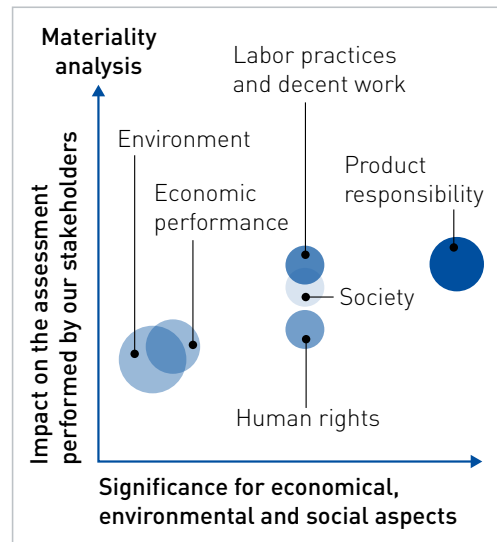 Materiality
analysis
Labor practices
and decent work
Environment
Economic
performance
Product
responsibility
Society
Human rights
Impact on the assessment
performed by our stakeholders
Significance for economical,
environmental and social aspects